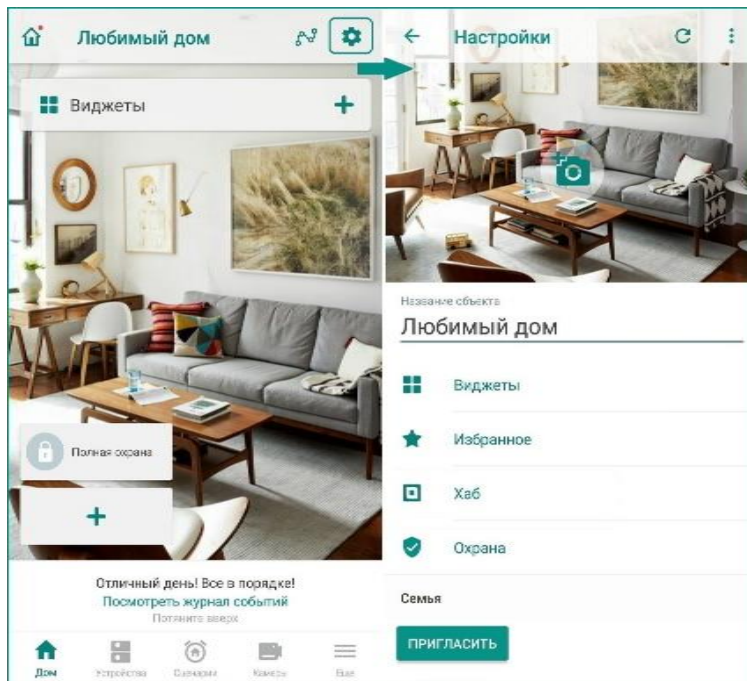 Любимый дом
Виджеты
Полная охрана
Отличный день! Все в порядке!
Посмотреть журнал событий
Потяните вверх
Дом
Устройства
Сценарии
Камеры
Еще
Настройки
Название объекта
Любимый дом
Виджеты
Избранное
Хаб
Охрана
Семья
ПРИГЛАСИТЬ